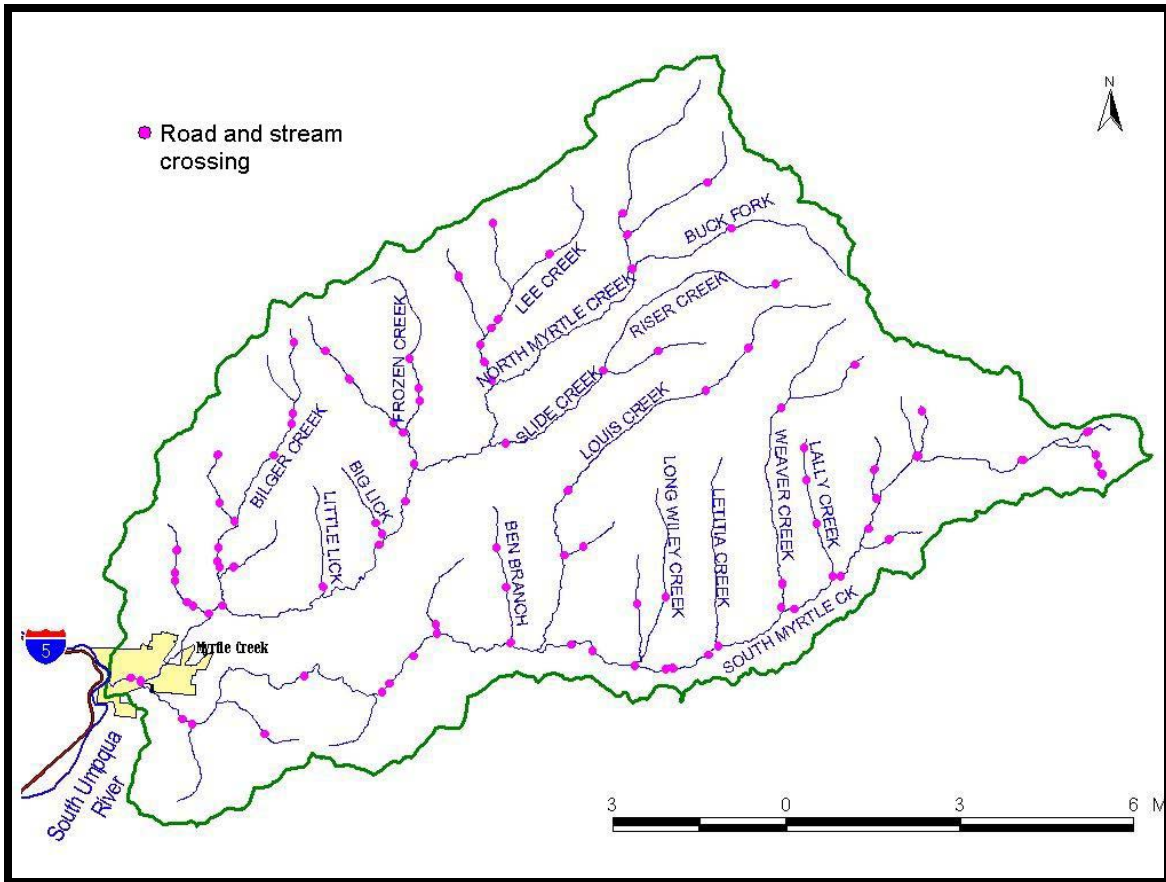 N
Road and stream
crossing
BUCK FORK
LEE CREEK
NORTH MYRTLE CREEK
RISER CREEK
FROZEN CREEK
SLIDE CREEK
LOUIS CREEK
BILGER CREEK
BIG LICK
LITTLE LICK
BEN BRANCH
LONG WILEY CREEK
LETITIA CREEK
WEAVER CREEK
LALLY CREEK
SOUTH MYRTLE CK
5
Myrtle Creek
South Umpqua
River
3 0 3 6 M